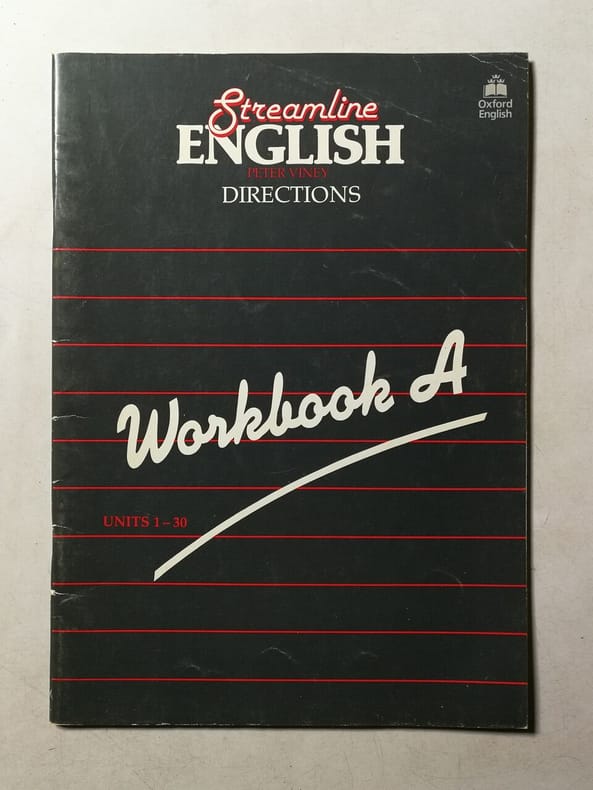 Streamline
ENGLISH
PETER VINEY
DIRECTIONS
Oxford
English
Workbook A
UNITS 1–30